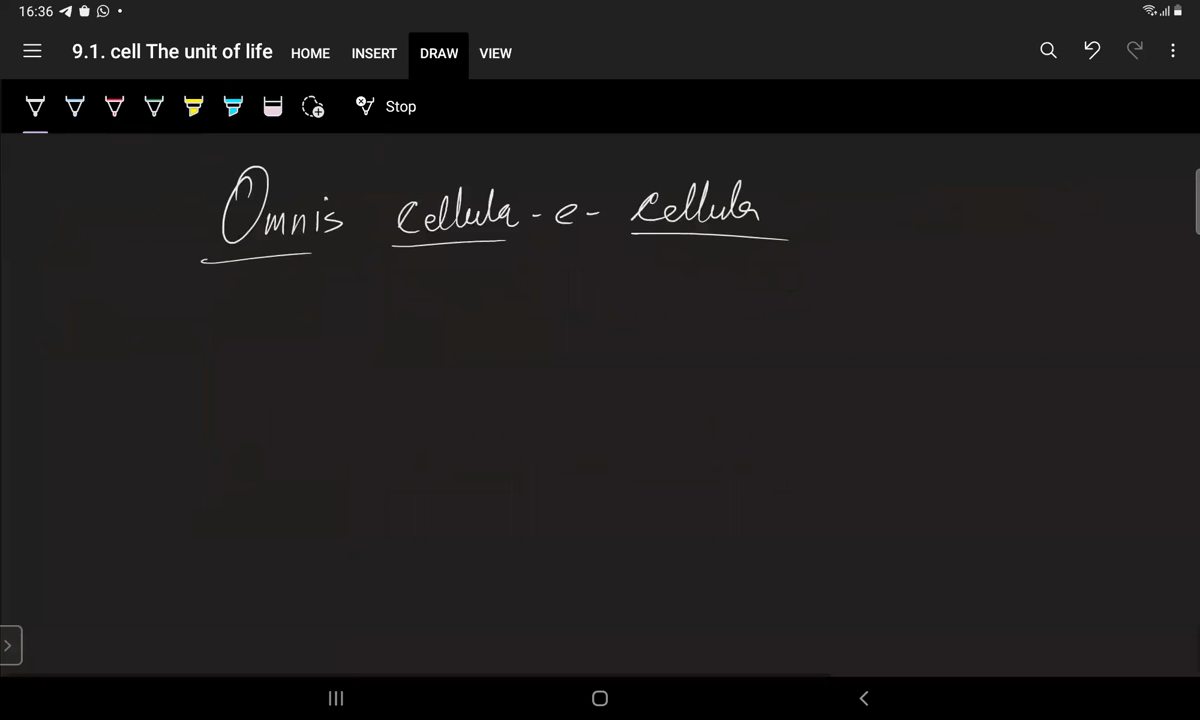 16:36
9.1. cell The unit of life HOME INSERT DRAW VIEW
Stop
Omnis cellula - e - cellula